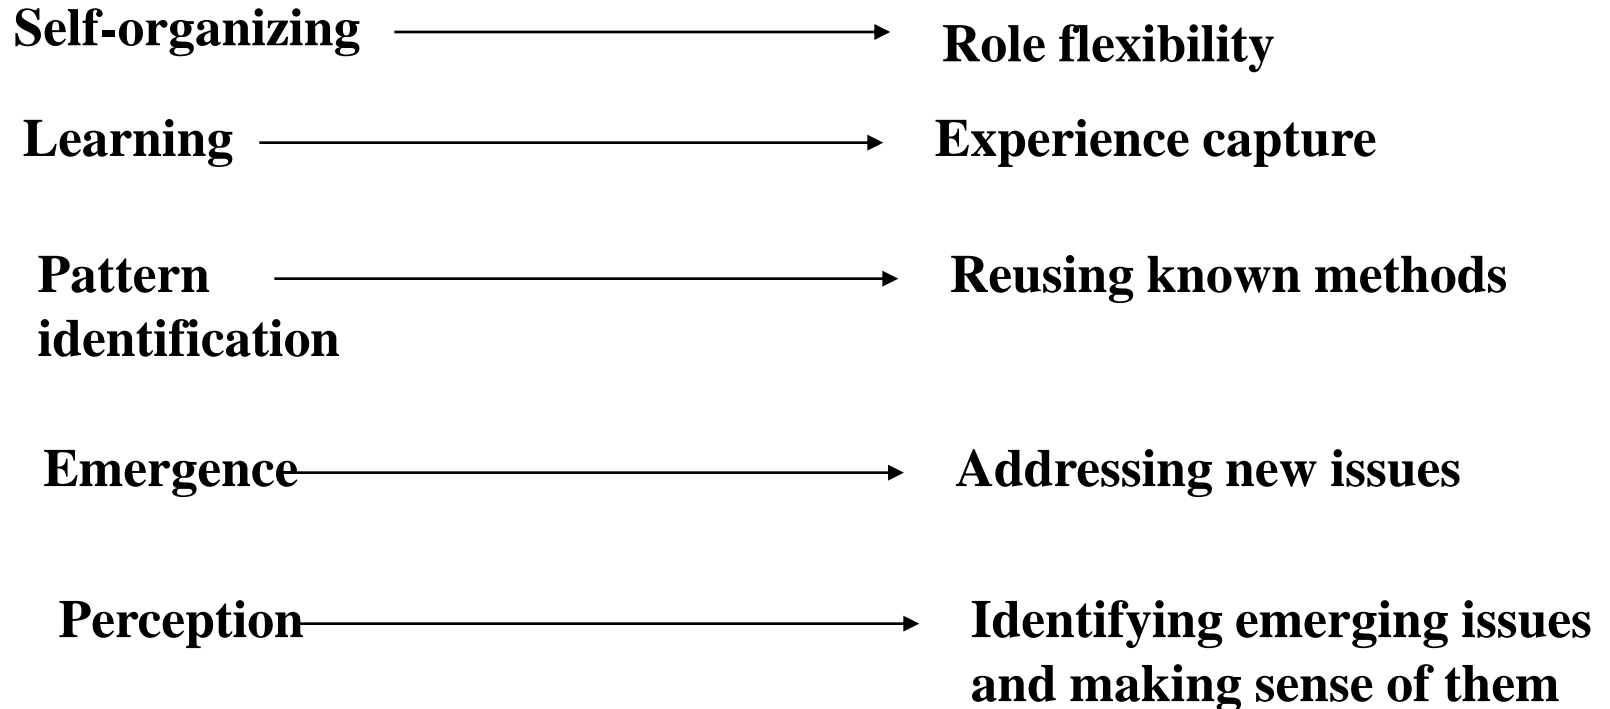 Self-organizing
Role flexibility
Learning
Experience capture
Pattern
identification
Reusing known methods
Emergence
Addressing new issues
Perception
Identifying emerging issues
and making sense of them